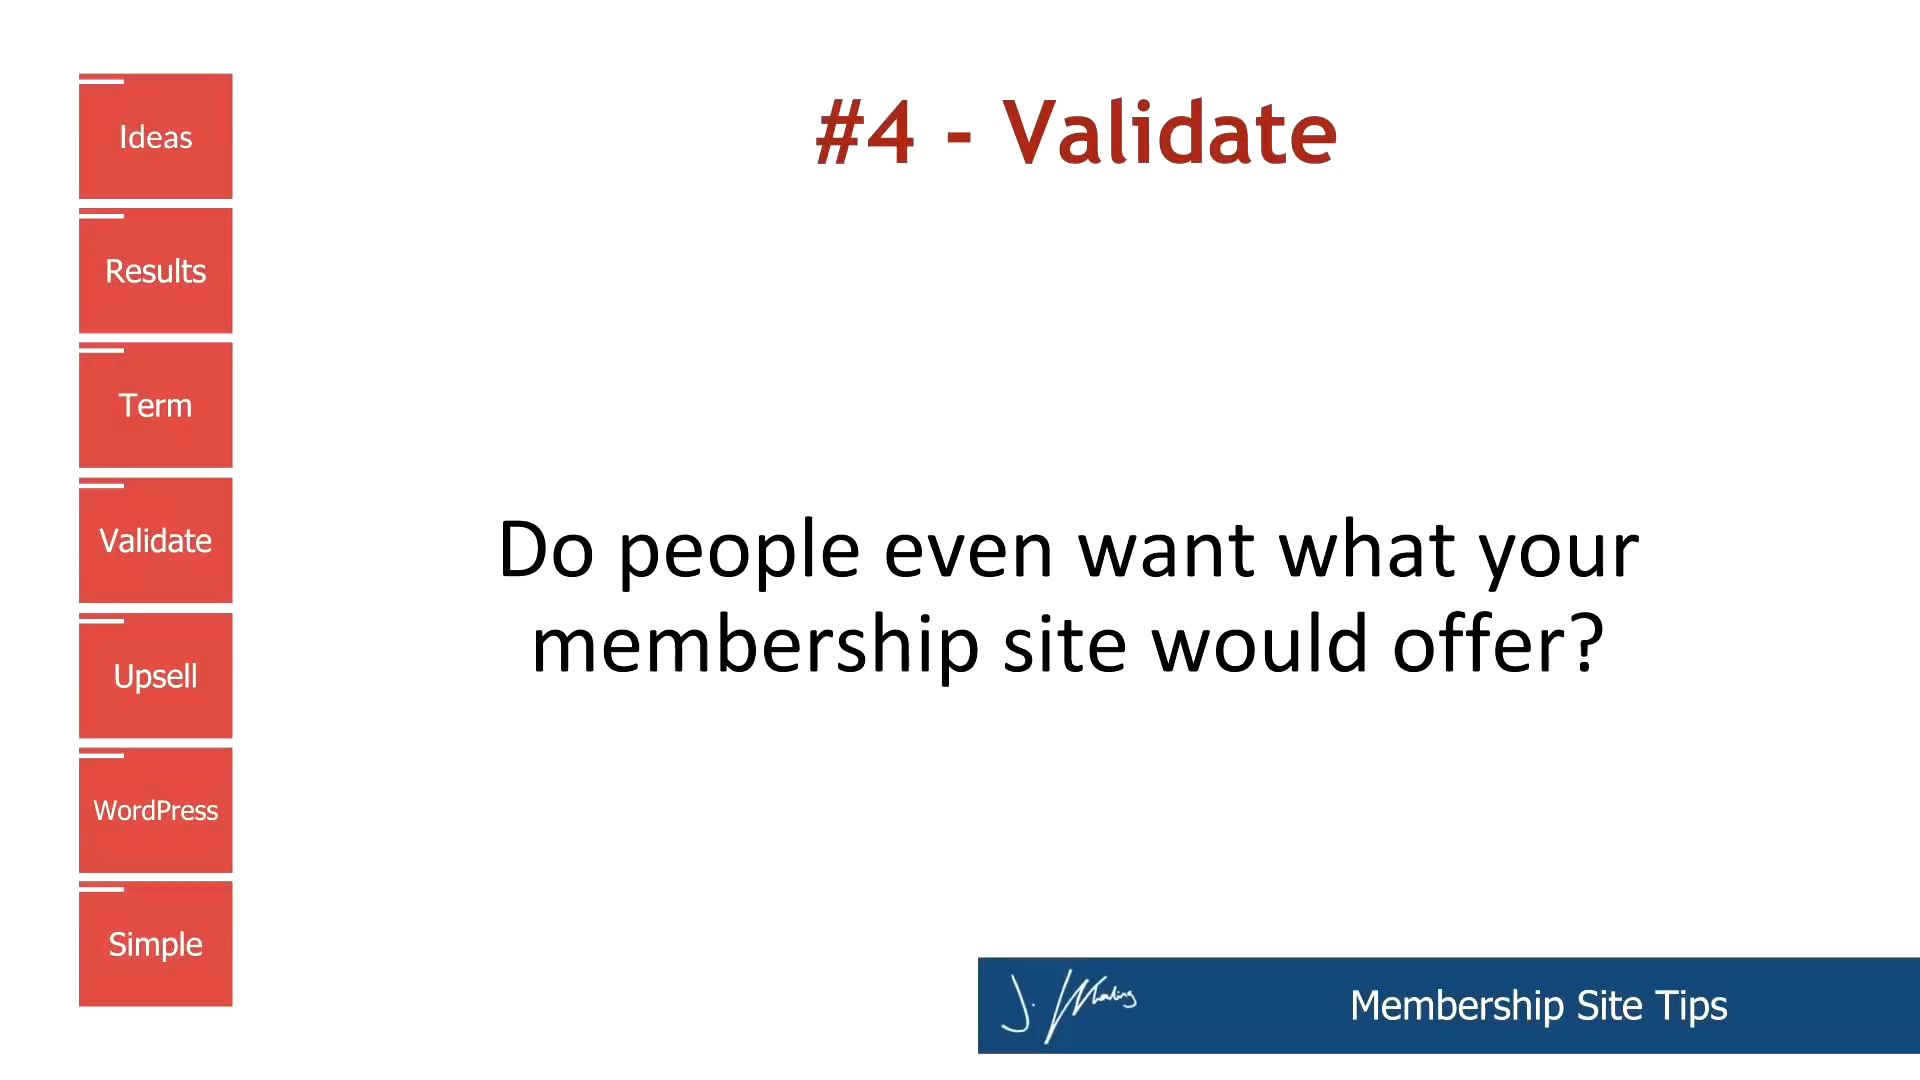 Ideas
Results
Term
Validate
Upsell
WordPress
Simple
#4 - Validate
Do people even want what your
membership site would offer?
Membership Site Tips